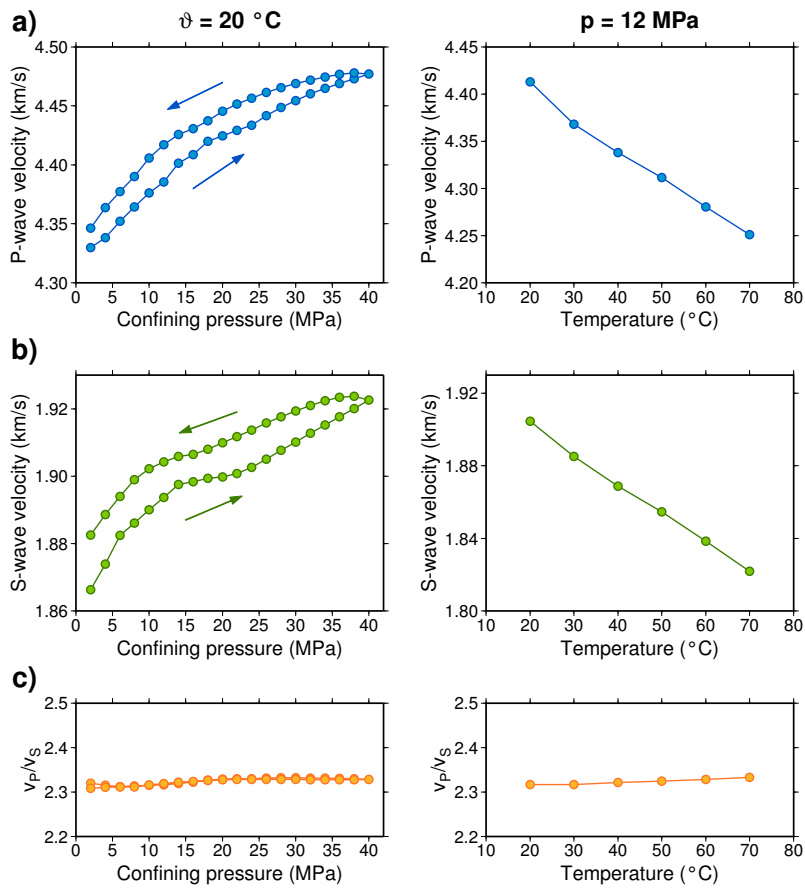 a)
ϑ = 20 °C
p = 12 MPa
P-wave velocity (km/s)
4.50
4.45
4.40
4.35
4.30
0 5 10 15 20 25 30 35 40
Confining pressure (MPa)
P-wave velocity (km/s)
4.45
4.40
4.35
4.30
4.25
4.20
10 20 30 40 50 60 70 80
Temperature (°C)
b)
S-wave velocity (km/s)
1.92
1.90
1.88
1.86
0 5 10 15 20 25 30 35 40
Confining pressure (MPa)
S-wave velocity (km/s)
1.92
1.88
1.84
1.80
10 20 30 40 50 60 70 80
Temperature (°C)
c)
vP/vS
2.5
2.4
2.3
2.2
0 5 10 15 20 25 30 35 40
Confining pressure (MPa)
vP/vS
2.5
2.4
2.3
2.2
10 20 30 40 50 60 70 80
Temperature (°C)